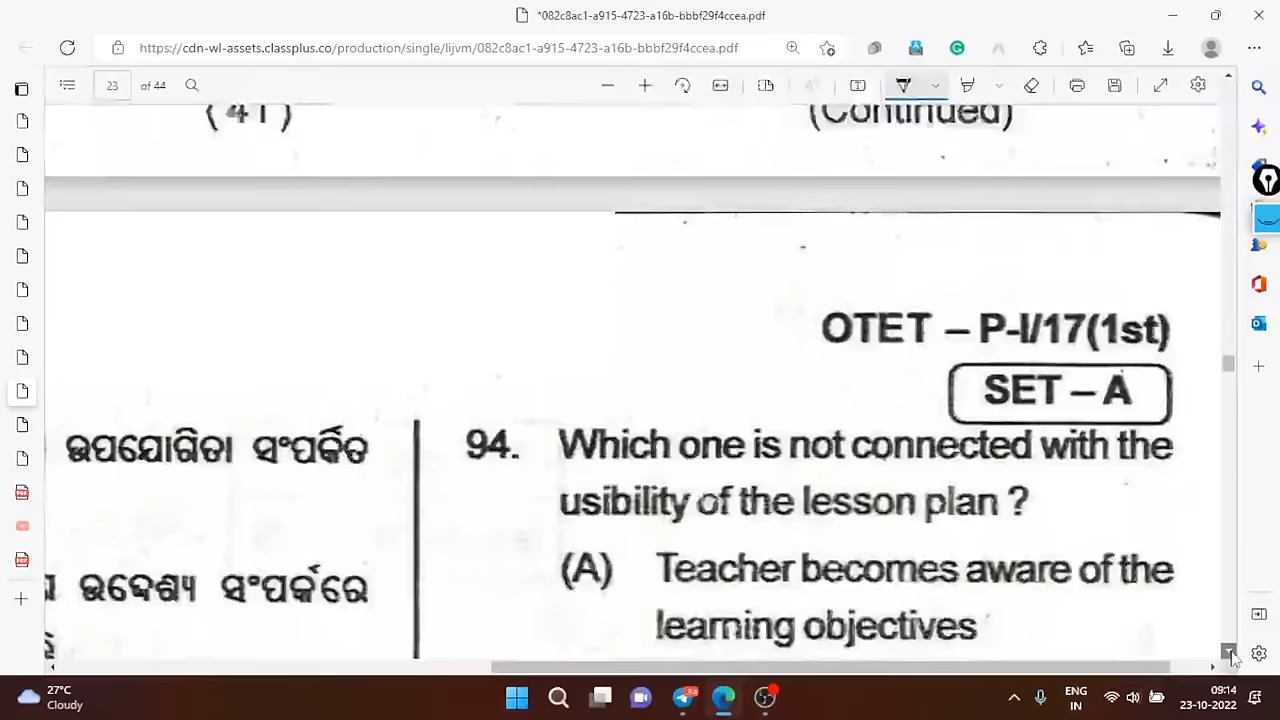 *082c8ac1-a915-4723-a16b-bbbf29f4ccea.pdf
https://cdn-wl-assets.classplus.co/production/single/lijvm/082c8ac1-a915-4723-a16b-bbbf29f4ccea.pdf
23 of 44
(41) (Continued)
OTET – P-I/17(1st)
SET – A
ଉପଯୋଗିତା ସଂପର୍କିତ
94. Which one is not connected with the
usibility of the lesson plan ?
(A) Teacher becomes aware of the
ଉଦ୍ଦେଶ୍ୟ ସଂପର୍କରେ
learning objectives
27°C
Cloudy
94
ENG
IN
09:14
23-10-2022